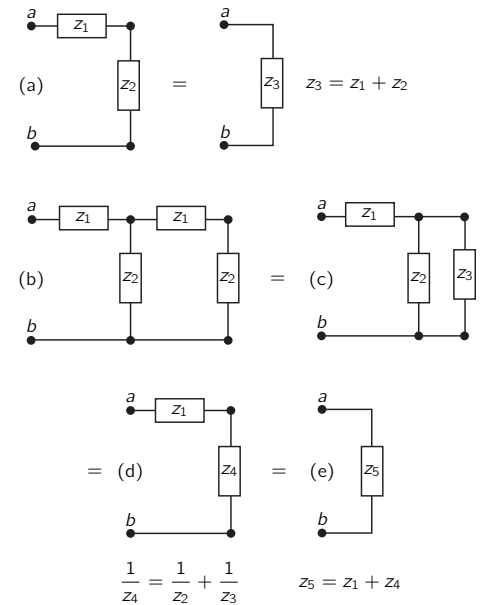 a z₁
(a) z₂ = z₃ z₃ = z₁ + z₂
b b
a z₁ z₁ a z₁
(b) z₂ z₂ = (c) z₂ z₃
b b
a z₁ a
= (d) z₄ = (e) z₅
b b
1/z₄ = 1/z₂ + 1/z₃ z₅ = z₁ + z₄